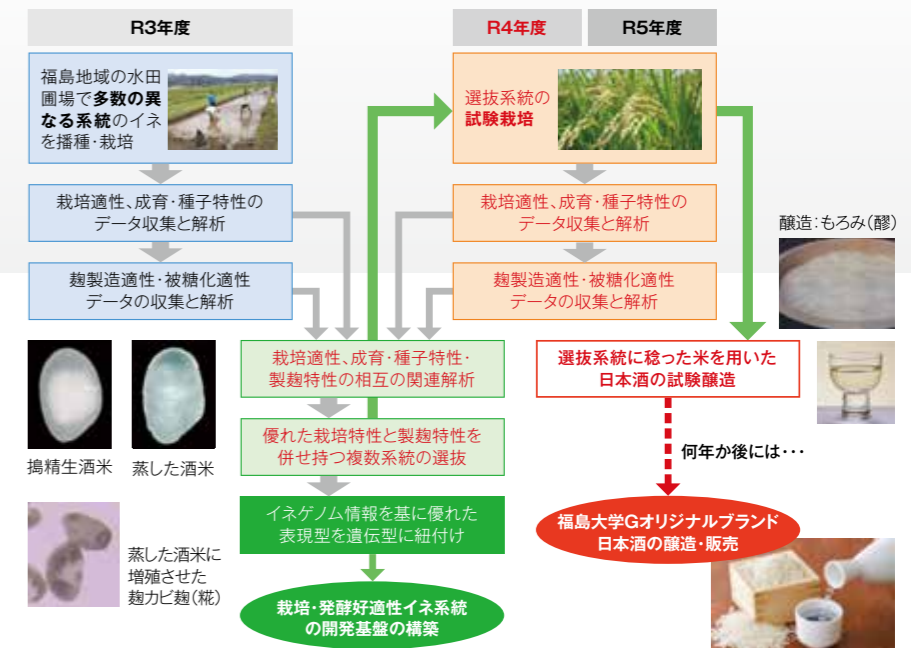 R3年度
R4年度
R5年度
福島地域の水田
圃場で多数の異
なる系統のイネ
を播種・栽培
選抜系統の
試験栽培
栽培適性、成育・種子特性の
データ収集と解析
栽培適性、成育・種子特性の
データ収集と解析
醸造：もろみ（醪）
麹製造適性・被糖化適性
データの収集と解析
麹製造適性・被糖化適性
データの収集と解析
栽培適性、成育・種子特性・
製麹特性の相互の関連解析
選抜系統に稔った米を用いた
日本酒の試験醸造
優れた栽培特性と製麹特性を
併せ持つ複数系統の選抜
何年か後には・・・
搗精生酒米
蒸した酒米
イネゲノム情報を基に優れた
表現型を遺伝型に紐付け
福島大学Gオリジナルブランド
日本酒の醸造・販売
蒸した酒米に
増殖させた
麹カビ麹（糀）
栽培・発酵好適性イネ系統
の開発基盤の構築